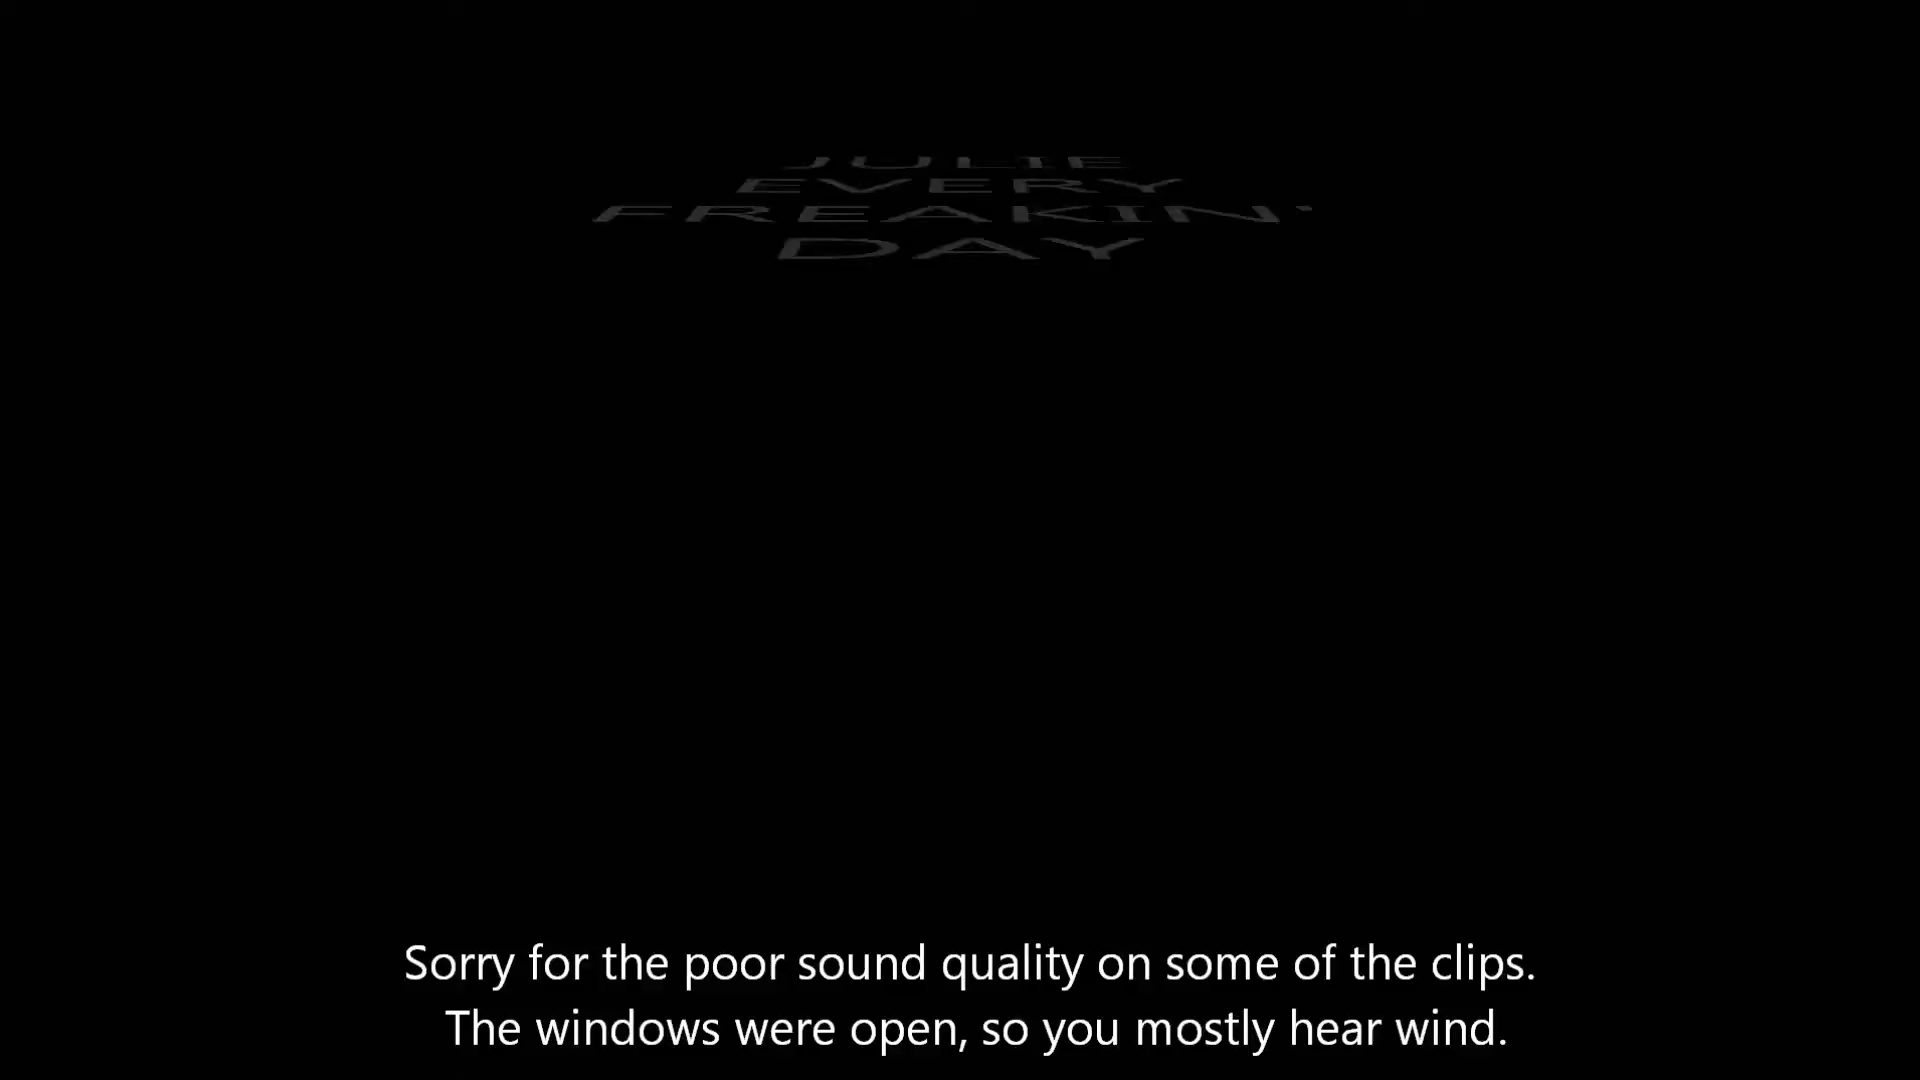 JULIE
EVERY
FREAKIN'
DAY
Sorry for the poor sound quality on some of the clips.
The windows were open, so you mostly hear wind.